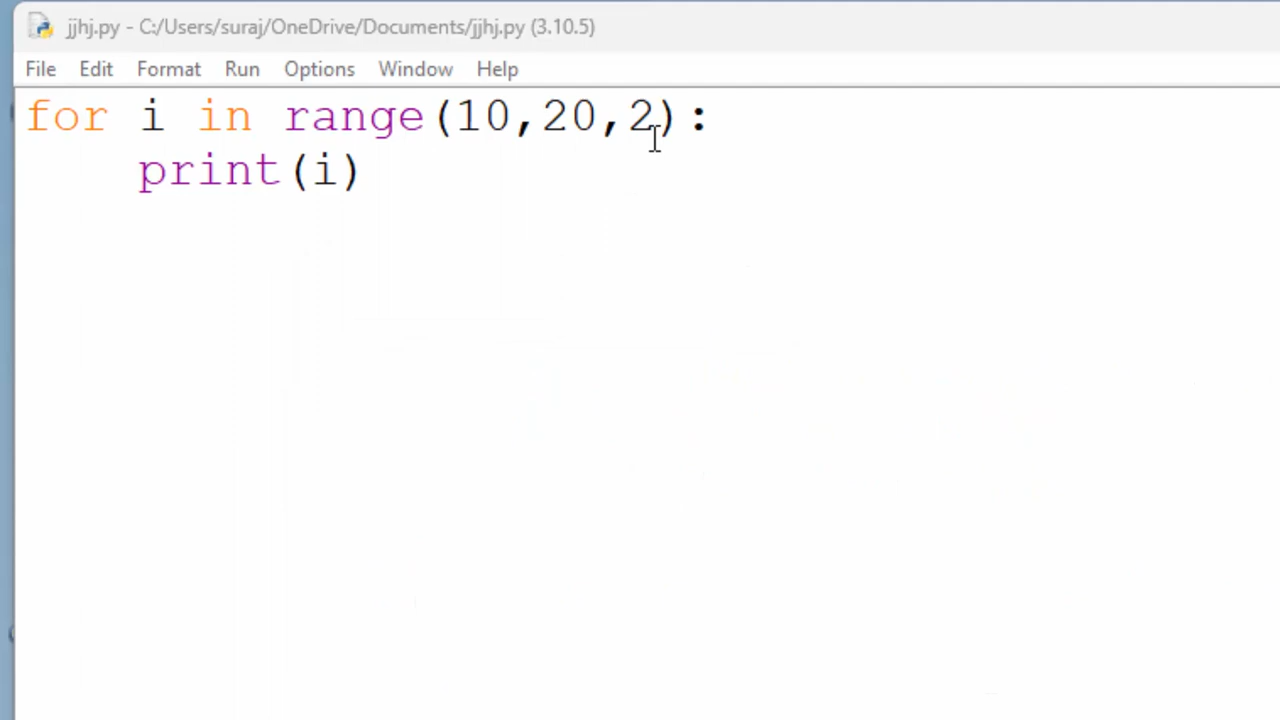 jjhj.py - C:/Users/suraj/OneDrive/Documents/jjhj.py (3.10.5)
File Edit Format Run Options Window Help
for i in range(10,20,2):
    print(i)